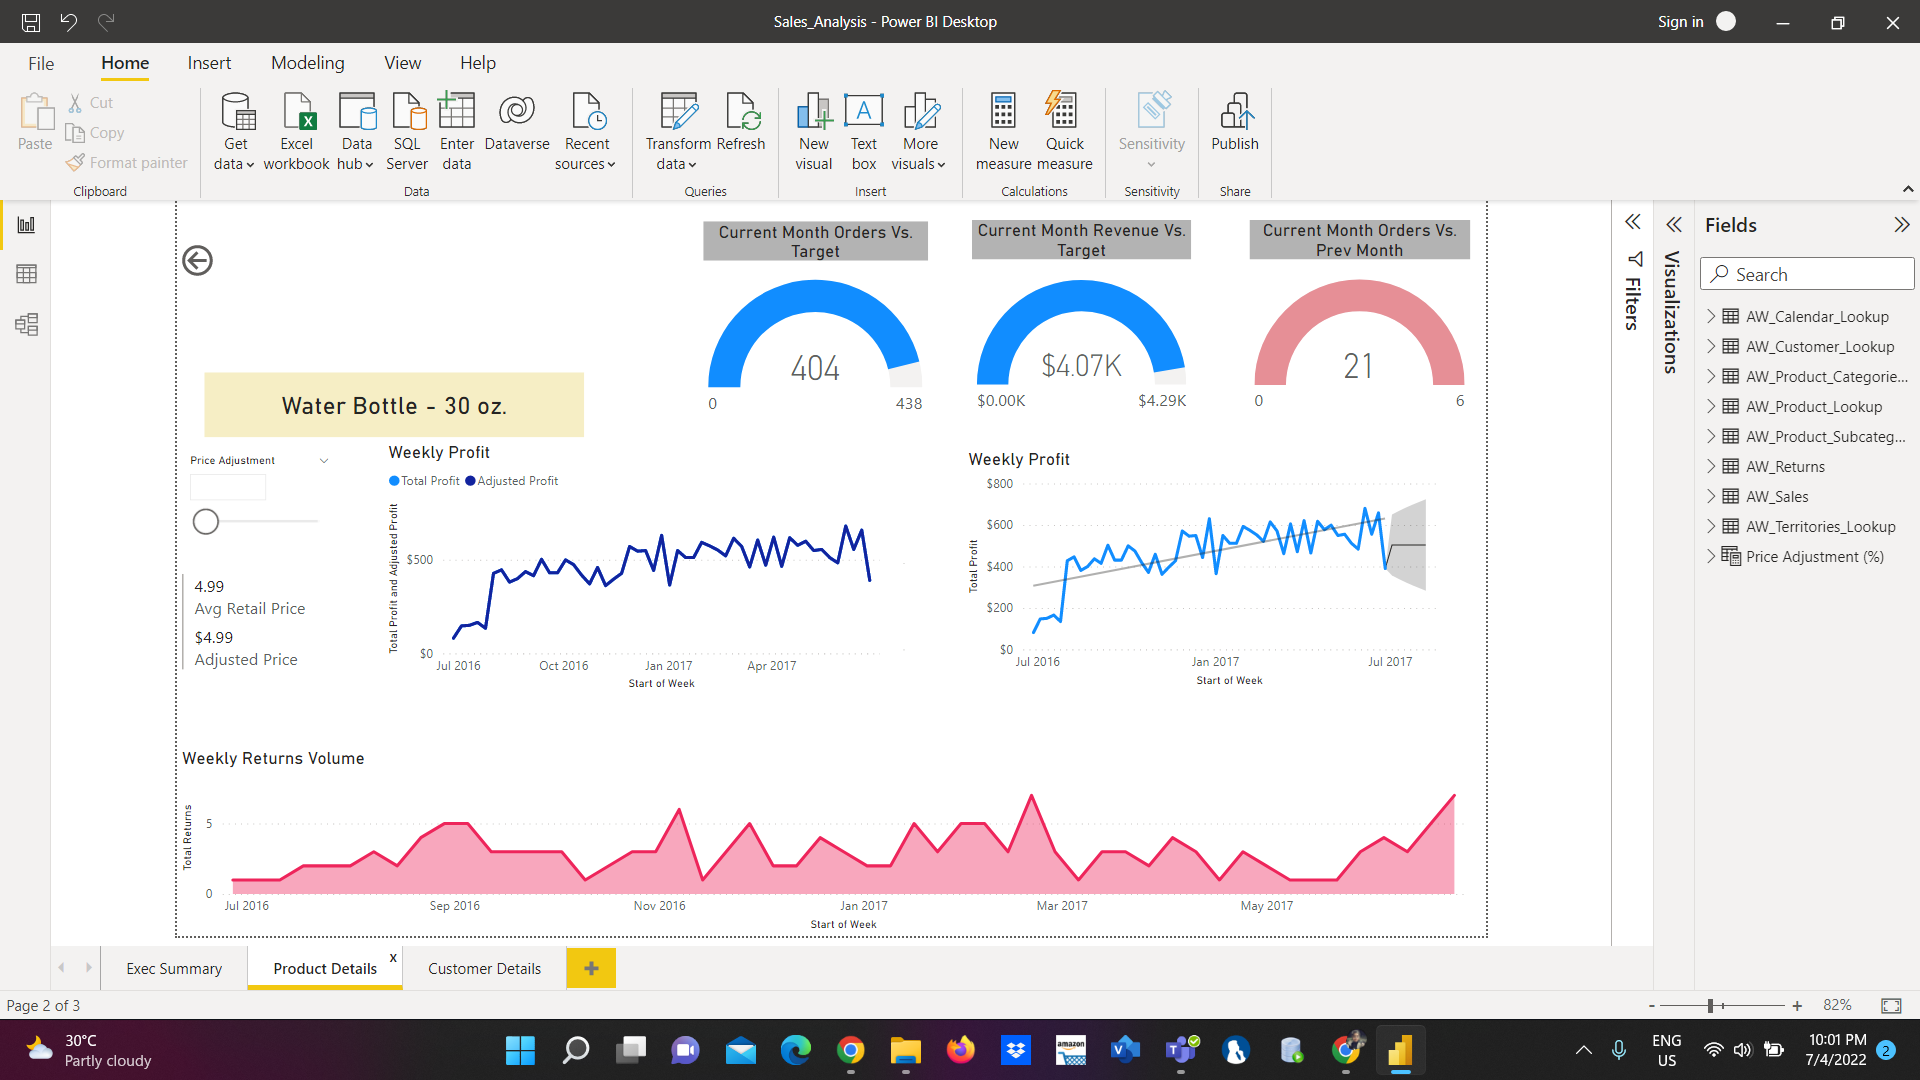 Sales_Analysis - Power BI Desktop
Sign in
File Home Insert Modeling View Help
Paste
Cut
Copy
Format painter
Clipboard
Get data
Excel workbook
Data hub
SQL Server
Enter data
Dataverse
Recent sources
Data
Transform data
Refresh
Queries
New visual
Text box
More visuals
Insert
New measure
Quick measure
Calculations
Sensitivity
Sensitivity
Publish
Share
Current Month Orders Vs.
Target
404
0 438
Current Month Revenue Vs.
Target
$4.07K
$0.00K $4.29K
Current Month Orders Vs.
Prev Month
21
0 6
Water Bottle - 30 oz.
Price Adjustment
4.99
Avg Retail Price
$4.99
Adjusted Price
Weekly Profit
Total Profit Adjusted Profit
Total Profit and Adjusted Profit
$500
$0
Jul 2016 Oct 2016 Jan 2017 Apr 2017
Start of Week
Weekly Profit
Total Profit
$800
$600
$400
$200
$0
Jul 2016 Jan 2017 Jul 2017
Start of Week
Weekly Returns Volume
Total Returns
5
0
Jul 2016 Sep 2016 Nov 2016 Jan 2017 Mar 2017 May 2017
Start of Week
Filters
Visualizations
Fields
Search
AW_Calendar_Lookup
AW_Customer_Lookup
AW_Product_Categorie...
AW_Product_Lookup
AW_Product_Subcateg...
AW_Returns
AW_Sales
AW_Territories_Lookup
Price Adjustment (%)
Exec Summary
Product Details x
Customer Details
+
Page 2 of 3
- + 82%
30°C
Partly cloudy
amazon
ENG
US
10:01 PM
7/4/2022
2